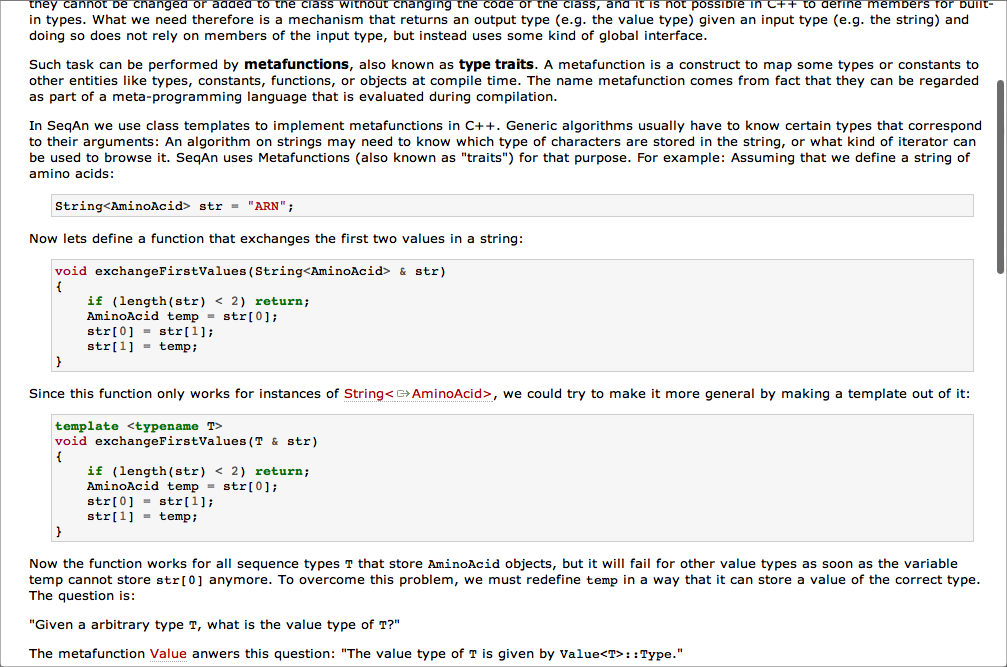 they cannot be changed or added to the class without changing the code of the class, and it is not possible in C++ to define members for built-
in types. What we need therefore is a mechanism that returns an output type (e.g. the value type) given an input type (e.g. the string) and
doing so does not rely on members of the input type, but instead uses some kind of global interface.
Such task can be performed by metafunctions, also known as type traits. A metafunction is a construct to map some types or constants to
other entities like types, constants, functions, or objects at compile time. The name metafunction comes from fact that they can be regarded
as part of a meta-programming language that is evaluated during compilation.
In SeqAn we use class templates to implement metafunctions in C++. Generic algorithms usually have to know certain types that correspond
to their arguments: An algorithm on strings may need to know which type of characters are stored in the string, or what kind of iterator can
be used to browse it. SeqAn uses Metafunctions (also known as "traits") for that purpose. For example: Assuming that we define a string of
amino acids:
String<AminoAcid> str = "ARN";
Now lets define a function that exchanges the first two values in a string:
void exchangeFirstValues(String<AminoAcid> & str)
{
    if (length(str) < 2) return;
    AminoAcid temp = str[0];
    str[0] = str[1];
    str[1] = temp;
}
Since this function only works for instances of String<AminoAcid>, we could try to make it more general by making a template out of it:
template <typename T>
void exchangeFirstValues(T & str)
{
    if (length(str) < 2) return;
    AminoAcid temp = str[0];
    str[0] = str[1];
    str[1] = temp;
}
Now the function works for all sequence types T that store AminoAcid objects, but it will fail for other value types as soon as the variable
temp cannot store str[0] anymore. To overcome this problem, we must redefine temp in a way that it can store a value of the correct type.
The question is:
"Given a arbitrary type T, what is the value type of T?"
The metafunction Value anwers this question: "The value type of T is given by Value<T>::Type."